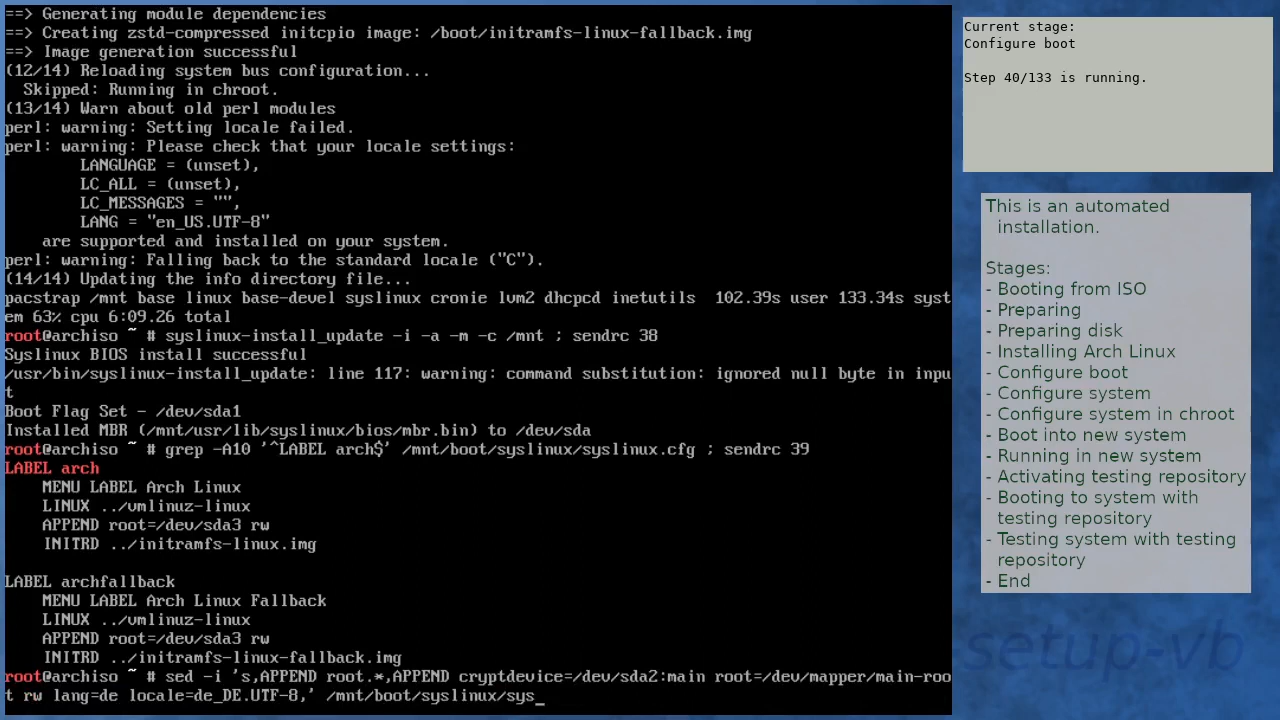 ==> Generating module dependencies
==> Creating zstd-compressed initcpio image: /boot/initramfs-linux-fallback.img
==> Image generation successful
(12/14) Reloading system bus configuration...
  Skipped: Running in chroot.
(13/14) Warn about old perl modules
perl: warning: Setting locale failed.
perl: warning: Please check that your locale settings:
        LANGUAGE = (unset),
        LC_ALL = (unset),
        LC_MESSAGES = "",
        LANG = "en_US.UTF-8"
    are supported and installed on your system.
perl: warning: Falling back to the standard locale ("C").
(14/14) Updating the info directory file...
pacstrap /mnt base linux base-devel syslinux cronie lvm2 dhcpcd inetutils  102.39s user 133.34s syst
em 63% cpu 6:09.26 total
root@archiso ~ # syslinux-install_update -i -a -m -c /mnt ; sendrc 38
Syslinux BIOS install successful
/usr/bin/syslinux-install_update: line 117: warning: command substitution: ignored null byte in inpu
t
Boot Flag Set - /dev/sda1
Installed MBR (/mnt/usr/lib/syslinux/bios/mbr.bin) to /dev/sda
root@archiso ~ # grep -A10 '^LABEL arch$' /mnt/boot/syslinux/syslinux.cfg ; sendrc 39
LABEL arch
    MENU LABEL Arch Linux
    LINUX ../vmlinuz-linux
    APPEND root=/dev/sda3 rw
    INITRD ../initramfs-linux.img

LABEL archfallback
    MENU LABEL Arch Linux Fallback
    LINUX ../vmlinuz-linux
    APPEND root=/dev/sda3 rw
    INITRD ../initramfs-linux-fallback.img
root@archiso ~ # sed -i 's,APPEND root.*,APPEND cryptdevice=/dev/sda2:main root=/dev/mapper/main-roo
t rw lang=de locale=de_DE.UTF-8,' /mnt/boot/syslinux/sys_
Current stage:
Configure boot
Step 40/133 is running.
This is an automated
installation.
Stages:
- Booting from ISO
- Preparing
- Preparing disk
- Installing Arch Linux
- Configure boot
- Configure system
- Configure system in chroot
- Boot into new system
- Running in new system
- Activating testing repository
- Booting to system with
testing repository
- Testing system with testing
repository
- End
setup-vb